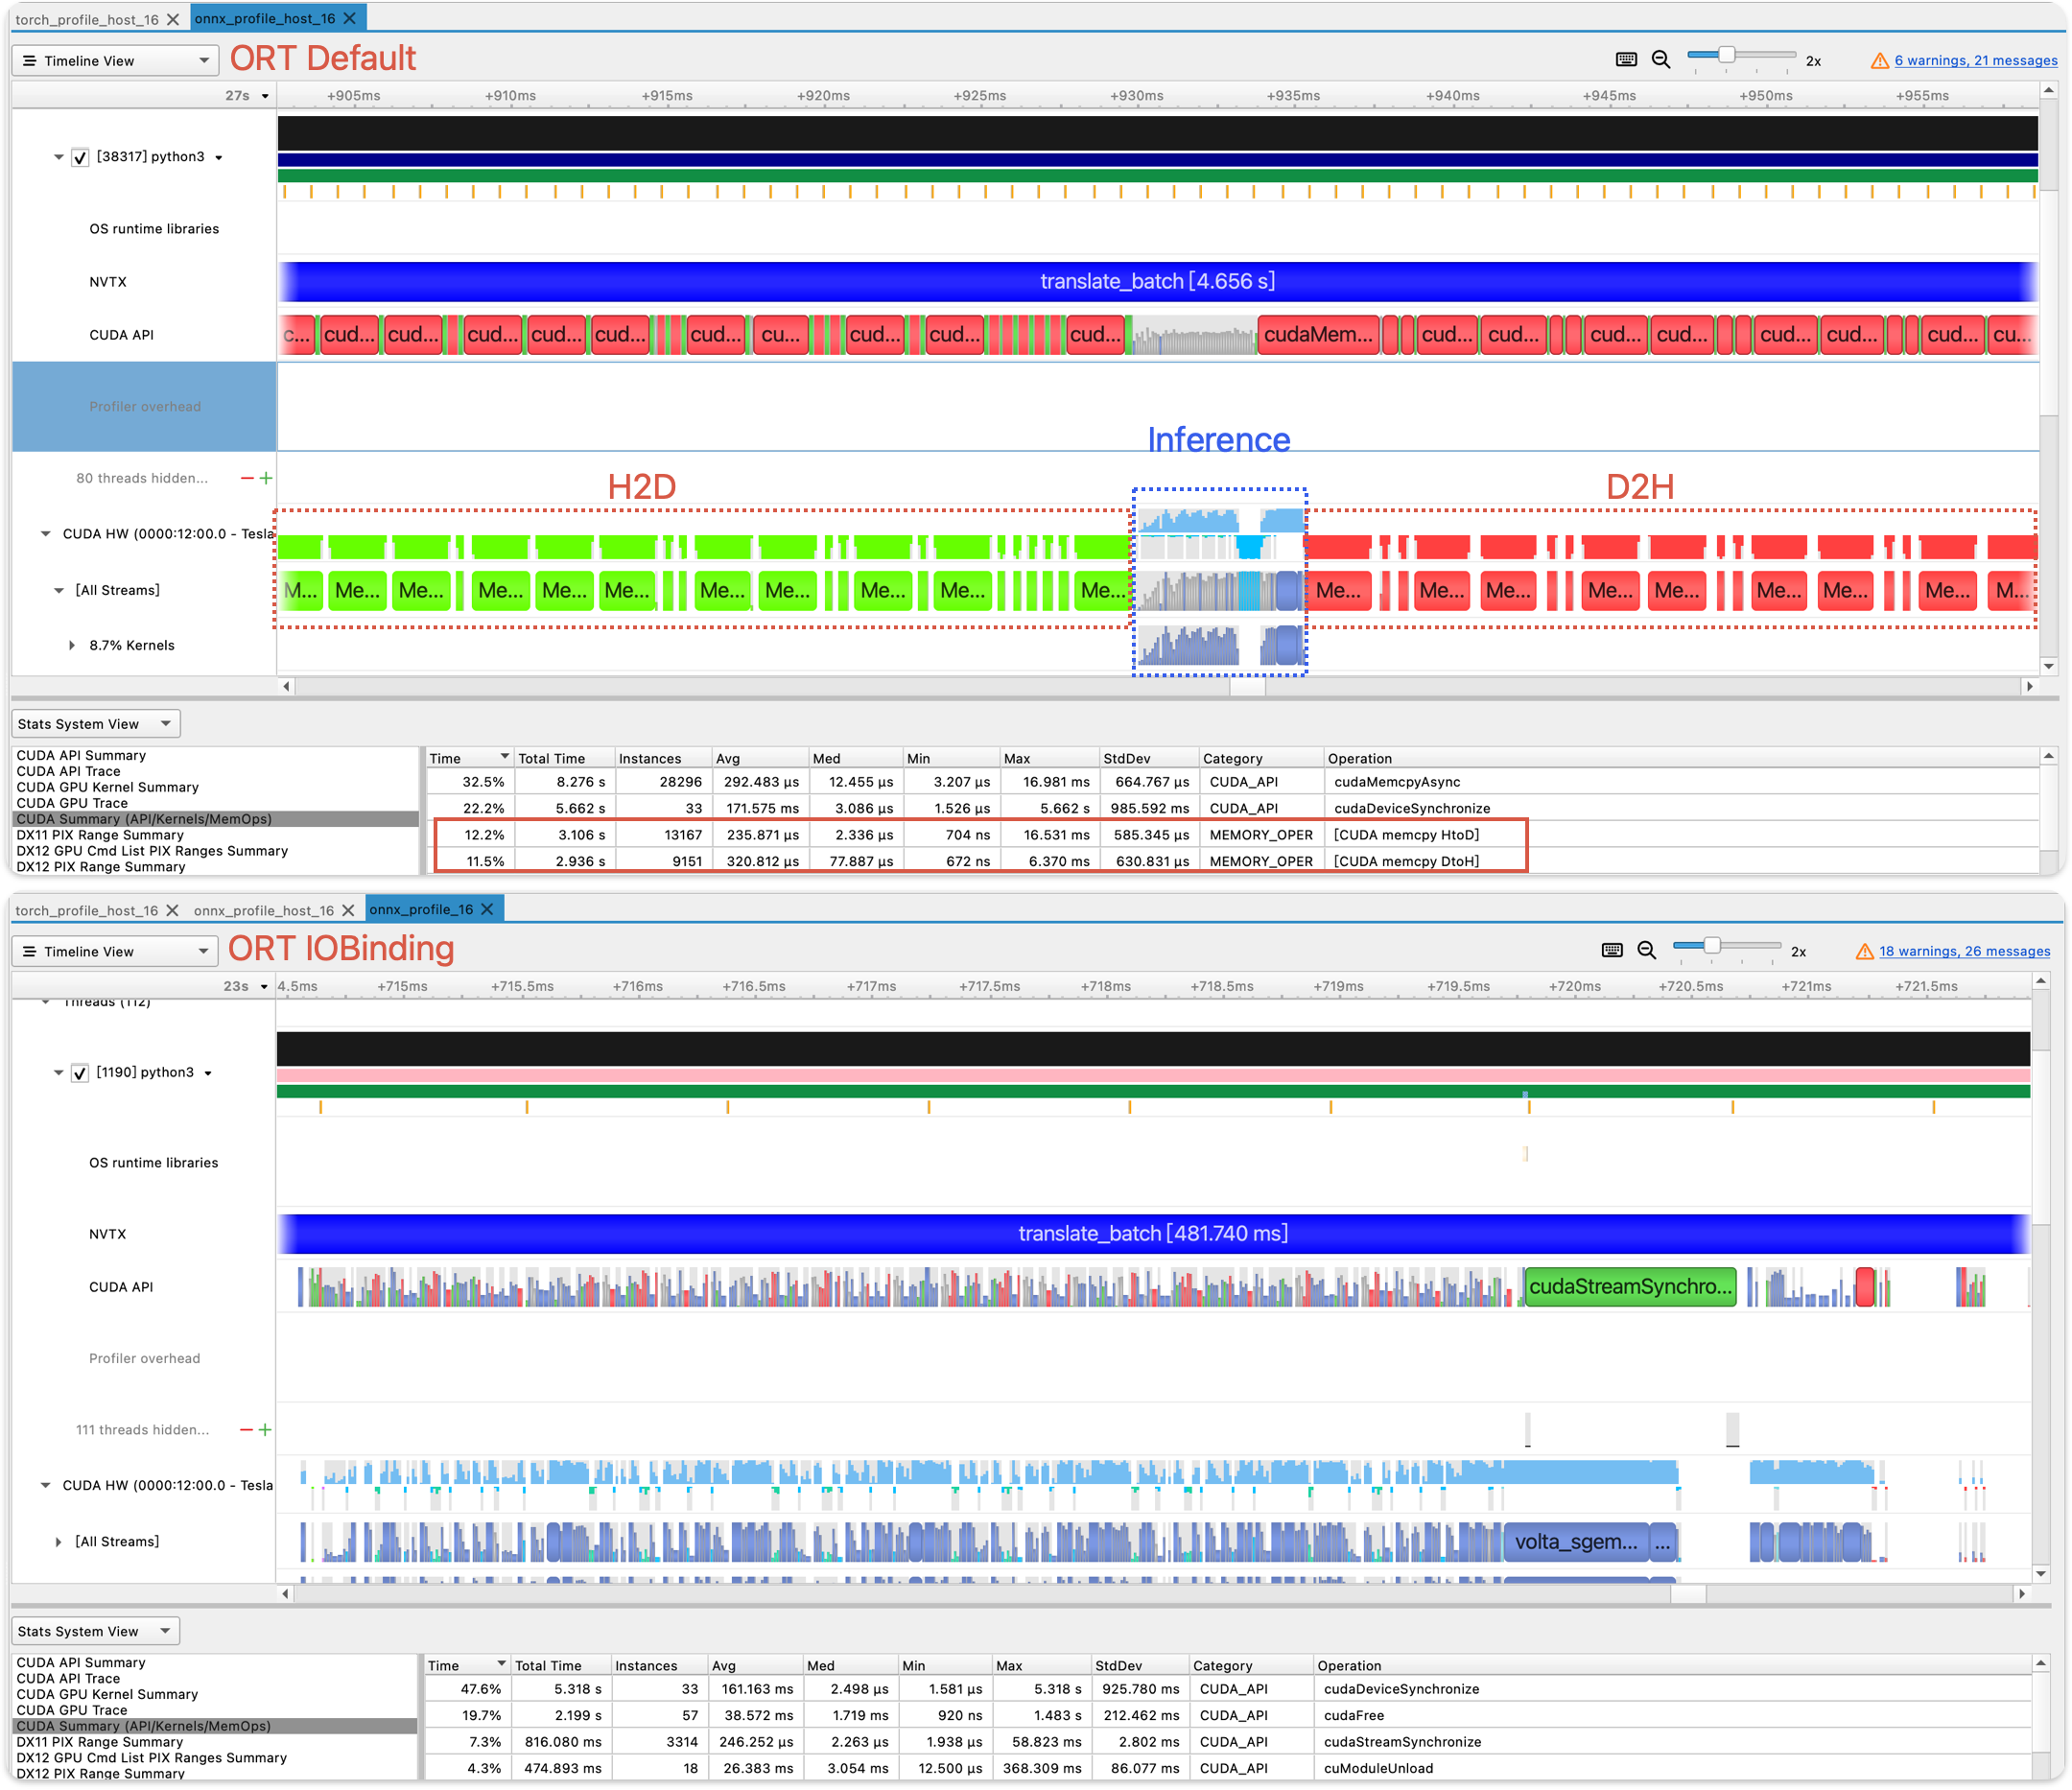 torch_profile_host_16 onnx_profile_host_16
Timeline View ORT Default 2x 6 warnings, 21 messages
27s +905ms +910ms +915ms +920ms +925ms +930ms +935ms +940ms +945ms +950ms +955ms
[38317] python3
OS runtime libraries
NVTX translate_batch [4.656 s]
CUDA API c... cud... cud... cud... cud... cud... cud... cu... cud... cud... cud... cudaMem... cud... cud... cud... cud... cud... cud... cud... cu...
Profiler overhead
Inference
80 threads hidden... H2D D2H
CUDA HW (0000:12:00.0 - Tesla
[All Streams] M... Me... Me... Me... Me... Me... Me... Me... Me... Me... Me... Me... Me... Me... Me... Me... Me... Me... Me... M...
8.7% Kernels
Stats System View
CUDA API Summary
CUDA API Trace
CUDA GPU Kernel Summary
CUDA GPU Trace
CUDA Summary (API/Kernels/MemOps)
DX11 PIX Range Summary
DX12 GPU Cmd List PIX Ranges Summary
DX12 PIX Range Summary
Time Total Time Instances Avg Med Min Max StdDev Category Operation
32.5% 8.276 s 28296 292.483 μs 12.455 μs 3.207 μs 16.981 ms 664.767 μs CUDA_API cudaMemcpyAsync
22.2% 5.662 s 33 171.575 ms 3.086 μs 1.526 μs 5.662 s 985.592 ms CUDA_API cudaDeviceSynchronize
12.2% 3.106 s 13167 235.871 μs 2.336 μs 704 ns 16.531 ms 585.345 μs MEMORY_OPER [CUDA memcpy HtoD]
11.5% 2.936 s 9151 320.812 μs 77.887 μs 672 ns 6.370 ms 630.831 μs MEMORY_OPER [CUDA memcpy DtoH]
torch_profile_host_16 onnx_profile_host_16 onnx_profile_16
Timeline View ORT IOBinding 2x 18 warnings, 26 messages
23s 4.5ms +715ms +715.5ms +716ms +716.5ms +717ms +717.5ms +718ms +718.5ms +719ms +719.5ms +720ms +720.5ms +721ms +721.5ms
Threads (112)
[1190] python3
OS runtime libraries
NVTX translate_batch [481.740 ms]
CUDA API cudaStreamSynchro...
Profiler overhead
111 threads hidden...
CUDA HW (0000:12:00.0 - Tesla
[All Streams] volta_sgem... ...
Stats System View
CUDA API Summary
CUDA API Trace
CUDA GPU Kernel Summary
CUDA GPU Trace
CUDA Summary (API/Kernels/MemOps)
DX11 PIX Range Summary
DX12 GPU Cmd List PIX Ranges Summary
DX12 PIX Range Summary
Time Total Time Instances Avg Med Min Max StdDev Category Operation
47.6% 5.318 s 33 161.163 ms 2.498 μs 1.581 μs 5.318 s 925.780 ms CUDA_API cudaDeviceSynchronize
19.7% 2.199 s 57 38.572 ms 1.719 ms 920 ns 1.483 s 212.462 ms CUDA_API cudaFree
7.3% 816.080 ms 3314 246.252 μs 2.263 μs 1.938 μs 58.823 ms 2.802 ms CUDA_API cudaStreamSynchronize
4.3% 474.893 ms 18 26.383 ms 3.054 ms 12.500 μs 368.309 ms 86.077 ms CUDA_API cuModuleUnload